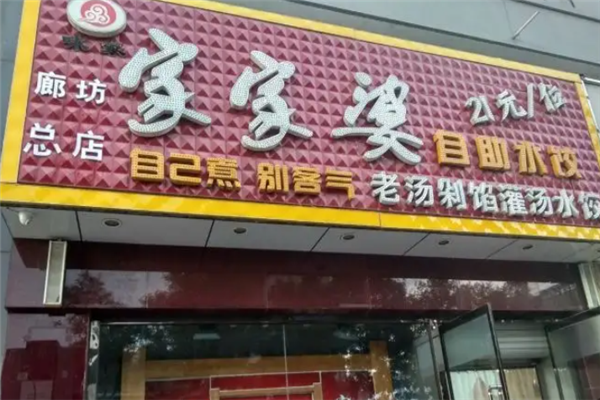 家家婆
21元/位
廊坊
总店
自助水饺
自己煮 别客气
老汤剁馅灌汤水饺